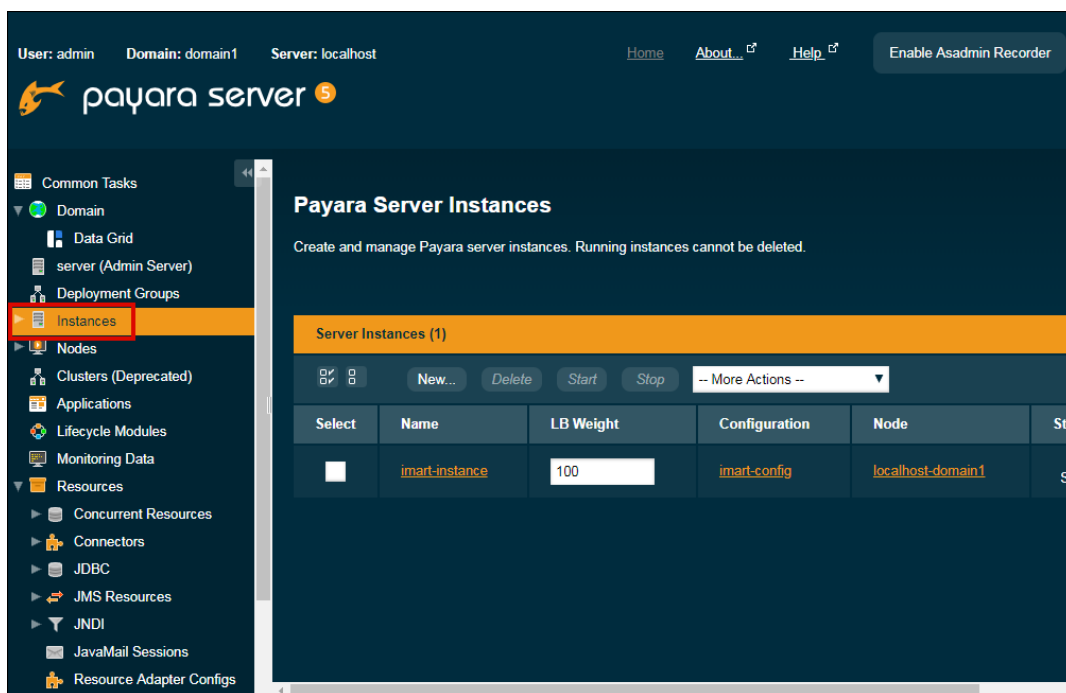 User: admin Domain: domain1 Server: localhost Home About... Help Enable Asadmin Recorder
payara server 5
Common Tasks
Domain
Data Grid
server (Admin Server)
Deployment Groups
Instances
Nodes
Clusters (Deprecated)
Applications
Lifecycle Modules
Monitoring Data
Resources
Concurrent Resources
Connectors
JDBC
JMS Resources
JNDI
JavaMail Sessions
Resource Adapter Configs
Payara Server Instances
Create and manage Payara server instances. Running instances cannot be deleted.
Server Instances (1)
New... Delete Start Stop -- More Actions --
Select Name LB Weight Configuration Node St
imart-instance 100 imart-config localhost-domain1 S